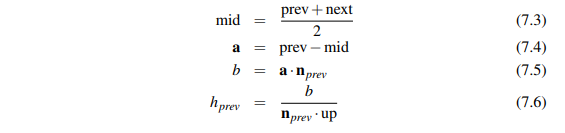 mid = prev + next / 2 (7.3)
a = prev − mid (7.4)
b = a · n_prev (7.5)
h_prev = b / n_prev · up (7.6)